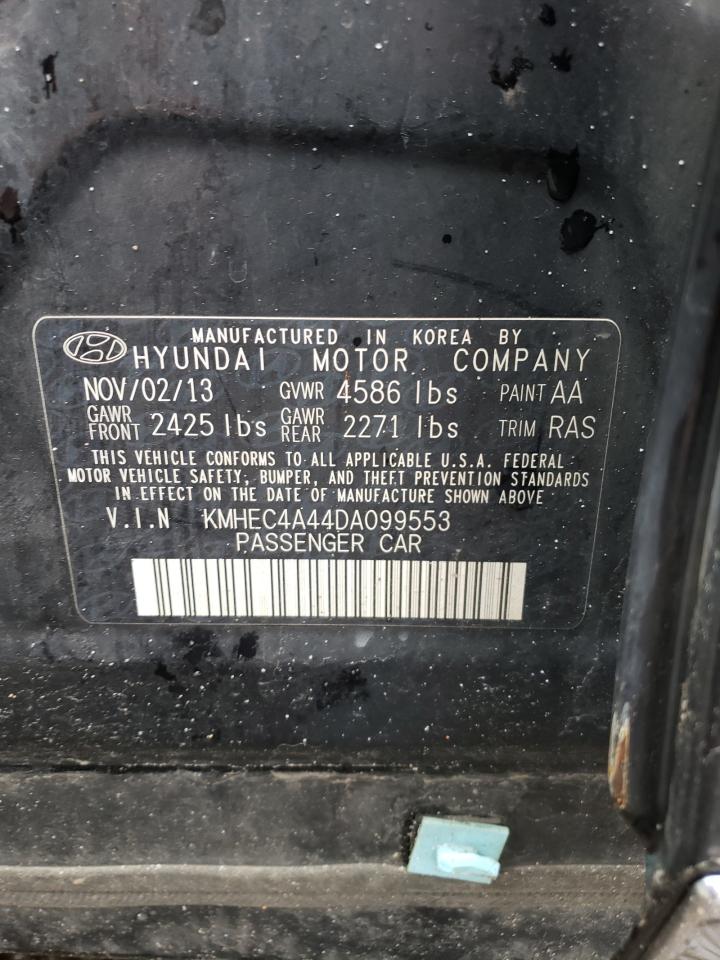 MANUFACTURED IN KOREA BY
HYUNDAI MOTOR COMPANY
NOV/02/13 GVWR 4586 lbs PAINT AA
GAWR FRONT 2425 lbs GAWR REAR 2271 lbs TRIM RAS
THIS VEHICLE CONFORMS TO ALL APPLICABLE U.S.A. FEDERAL
MOTOR VEHICLE SAFETY, BUMPER, AND THEFT PREVENTION STANDARDS
IN EFFECT ON THE DATE OF MANUFACTURE SHOWN ABOVE
V.I.N KMHEC4A44DA099553
PASSENGER CAR